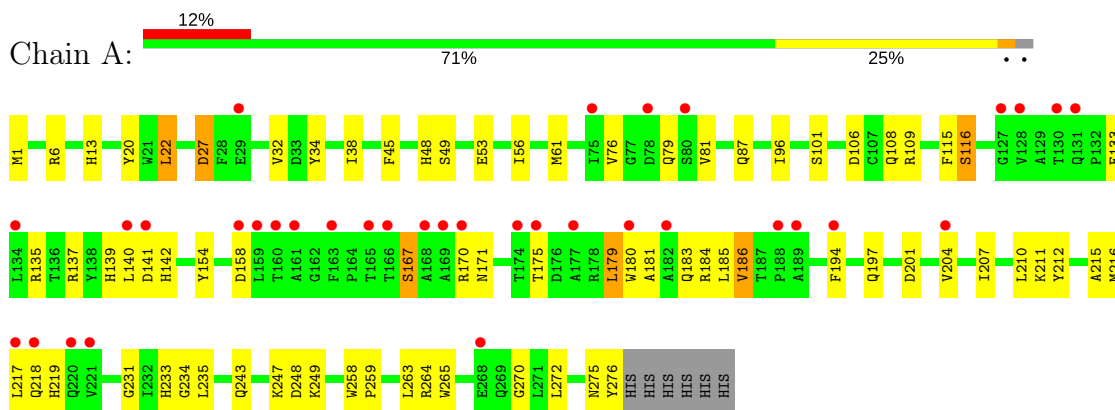 12%
Chain A:
71% 25% • •
M1 R6 H13 Y20 W21 L22 D27 F28 E29 V32 D33 Y34 I38 F45 H48 S49 E53 I56 M61 I75 V76 G77 D78 Q79 S80 V81 Q87 I96 S101 D106 C107 Q108 R109 F115 S116 G127 V128 A129 T130 Q131 P132
L134 R135 T136 R137 Y138 H139 L140 D141 H142 Y154 D158 L159 T160 A161 G162 F163 P164 T165 T166 S167 A168 A169 R170 N171 T174 T175 D176 A177 R178 L179 W180 A181 A182 Q183 R184 L185 V186 T187 P188 A189 F194 Q197 D201 V204 I207 L210 K211 Y212 A215 M216
L217 Q218 H219 Q220 V221 G231 I232 H233 G234 L235 Q243 K247 D248 K249 W258 P259 L263 R264 W265 E268 Q269 G270 L271 L272 N275 Y276 HIS HIS HIS HIS HIS HIS